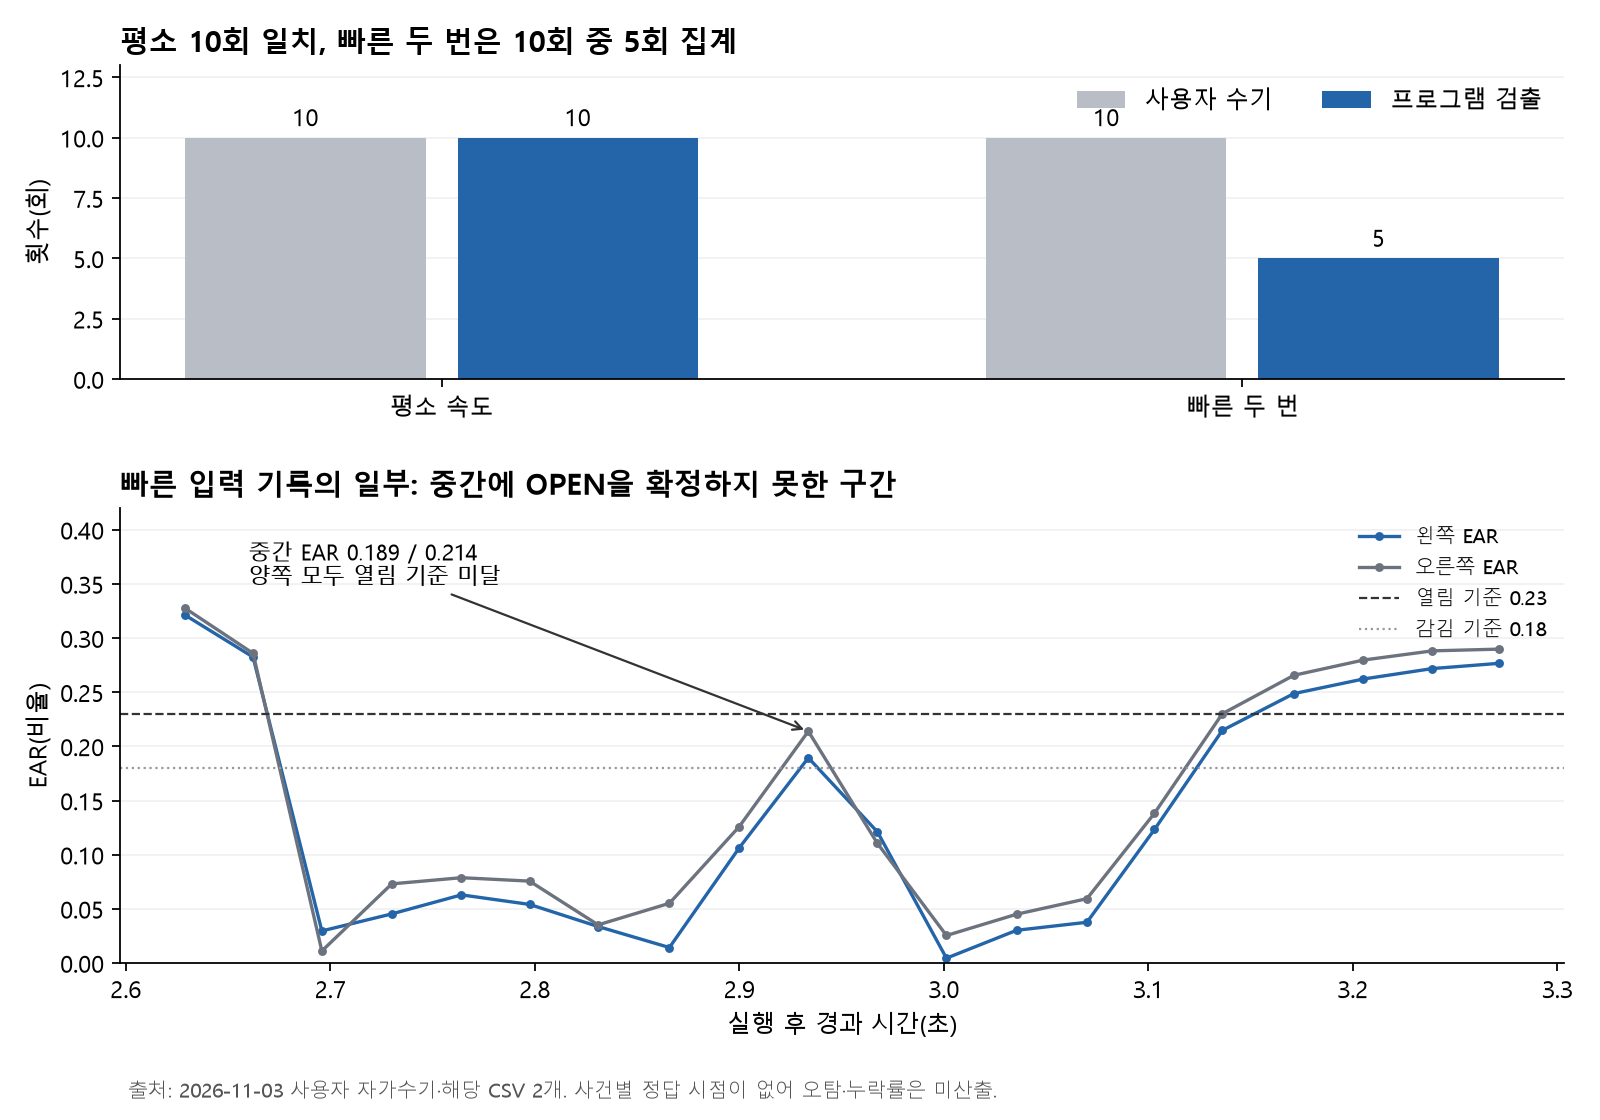 평소 10회 일치, 빠른 두 번은 10회 중 5회 집계
12.5
10.0
7.5
5.0
2.5
0.0
횟수(회)
사용자 수기
프로그램 검출
10
10
10
5
평소 속도
빠른 두 번
빠른 입력 기록의 일부: 중간에 OPEN을 확정하지 못한 구간
0.40
0.35
0.30
0.25
0.20
0.15
0.10
0.05
0.00
EAR(비율)
중간 EAR 0.189 / 0.214
양쪽 모두 열림 기준 미달
왼쪽 EAR
오른쪽 EAR
열림 기준 0.23
감김 기준 0.18
2.6
2.7
2.8
2.9
3.0
3.1
3.2
3.3
실행 후 경과 시간(초)
출처: 2026-11-03 사용자 자가수기·해당 CSV 2개. 사건별 정답 시점이 없어 오탐·누락률은 미산출.